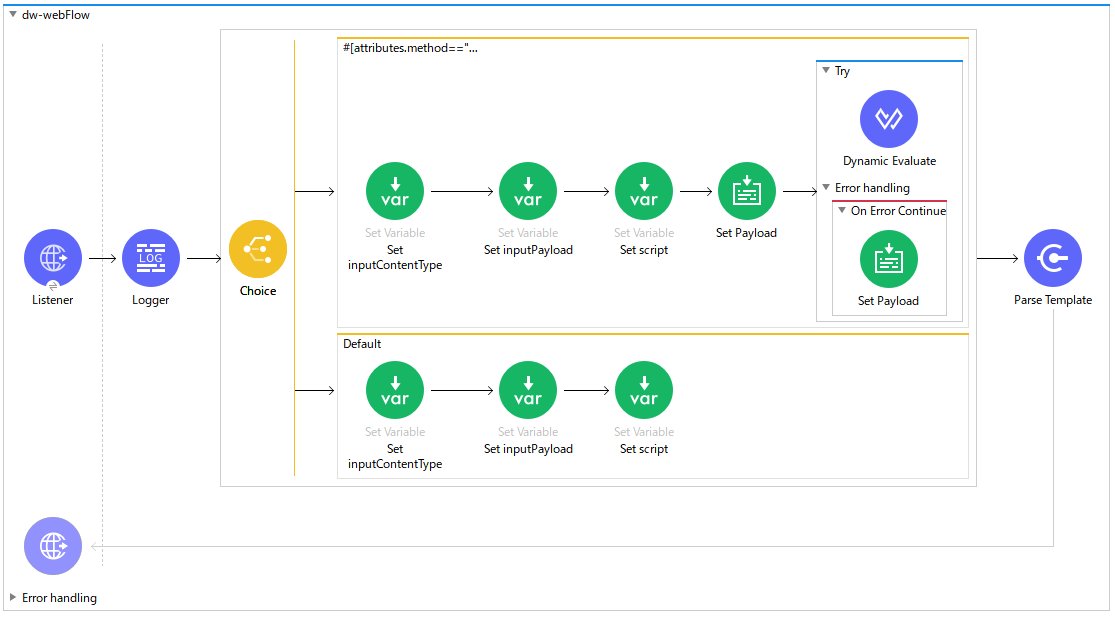 dw-webFlow
#[attributes.method=="...
Try
Dynamic Evaluate
Error handling
On Error Continue
var
var
var
Set Variable
Set Variable
Set Variable
Set Payload
Set
inputContentType
Set inputPayload
Set script
LOG
Listener
Logger
Choice
Set Payload
Parse Template
Default
var
var
var
Set Variable
Set Variable
Set Variable
Set
inputContentType
Set inputPayload
Set script
Error handling